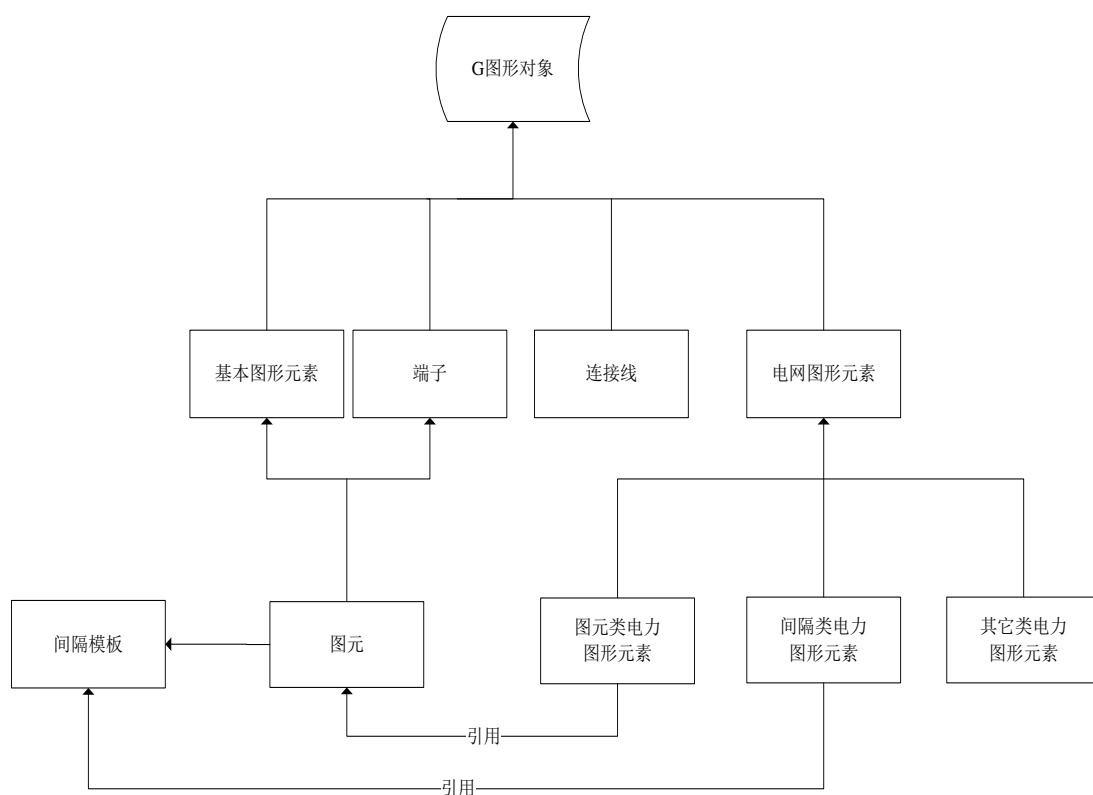 G图形对象
基本图形元素
端子
连接线
电网图形元素
间隔模板
图元
图元类电力
图形元素
间隔类电力
图形元素
其它类电力
图形元素
引用
引用